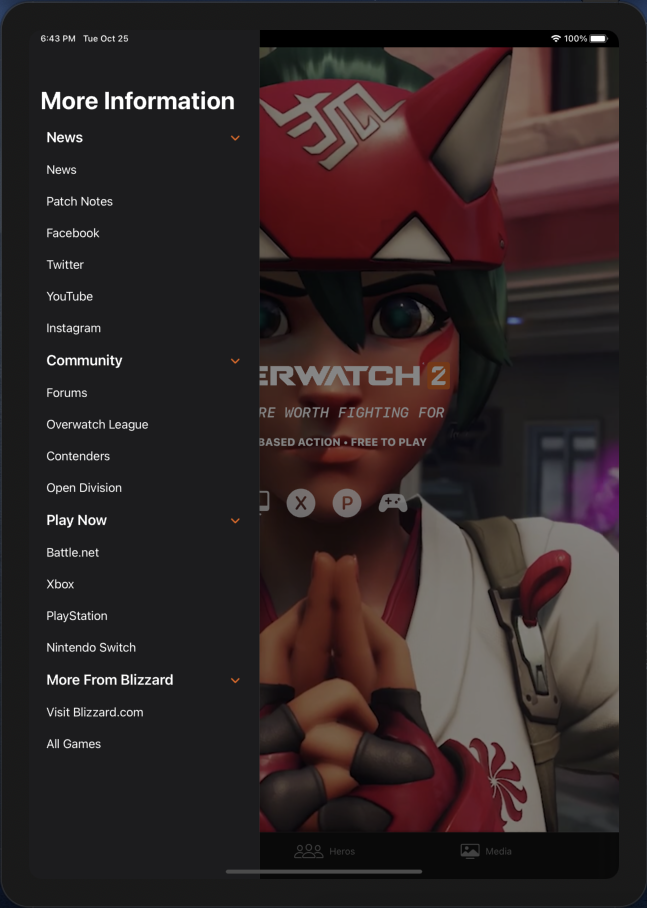 6:43 PM Tue Oct 25
100%
More Information
News
News
Patch Notes
Facebook
Twitter
YouTube
Instagram
Community
Forums
Overwatch League
Contenders
Open Division
Play Now
Battle.net
Xbox
PlayStation
Nintendo Switch
More From Blizzard
Visit Blizzard.com
All Games
ERWATCH 2
RE WORTH FIGHTING FOR
BASED ACTION • FREE TO PLAY
X P
Heros
Media